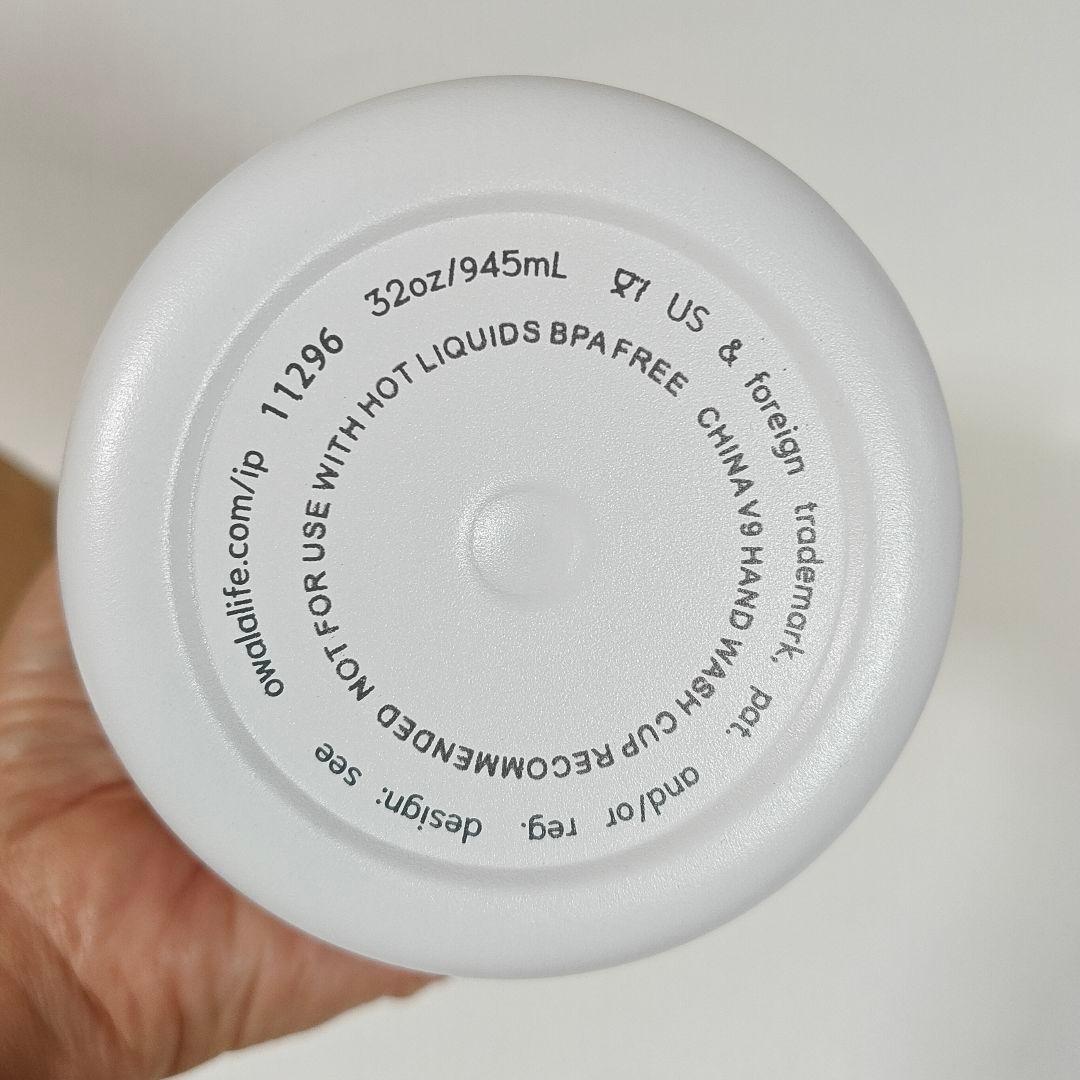 32oz/945mL US & foreign trademark, pat. and/or reg. design: see owalalife.com/ip 11296
NOT FOR USE WITH HOT LIQUIDS BPA FREE CHINA V9 HAND WASH CUP RECOMMENDED